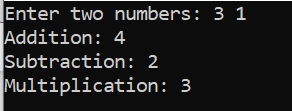 Enter two numbers: 3 1
Addition: 4
Subtraction: 2
Multiplication: 3